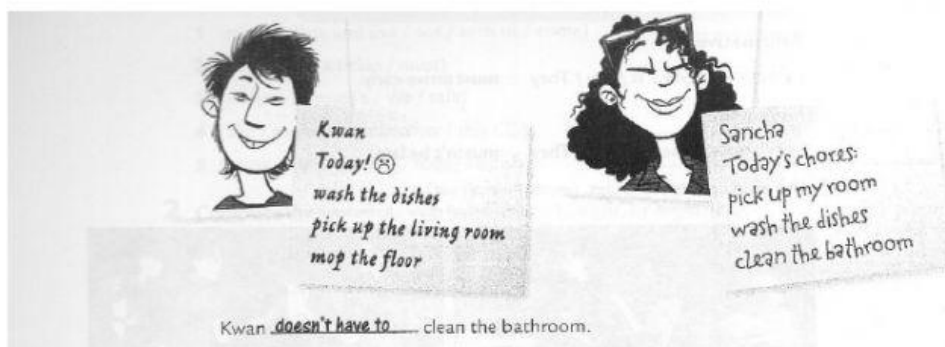 Kwan
Today! ☹
wash the dishes
pick up the living room
mop the floor
Sancha
Today's chores:
pick up my room
wash the dishes
clean the bathroom
Kwan doesn't have to clean the bathroom.